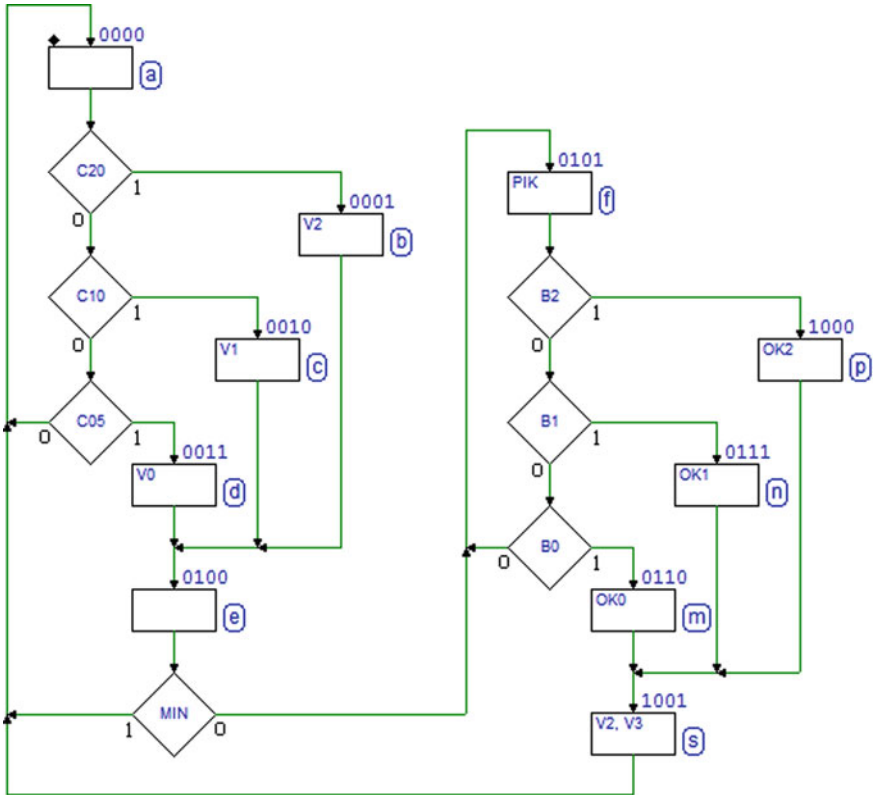 0000
a
C20
1
0
0001
V2
b
C10
1
0
0010
V1
c
C05
0
1
0011
V0
d
0100
e
MIN
1
0
0101
PIK
f
B2
1
0
1000
OK2
p
B1
1
0
0111
OK1
n
B0
0
1
0110
OK0
m
1001
V2, V3
s